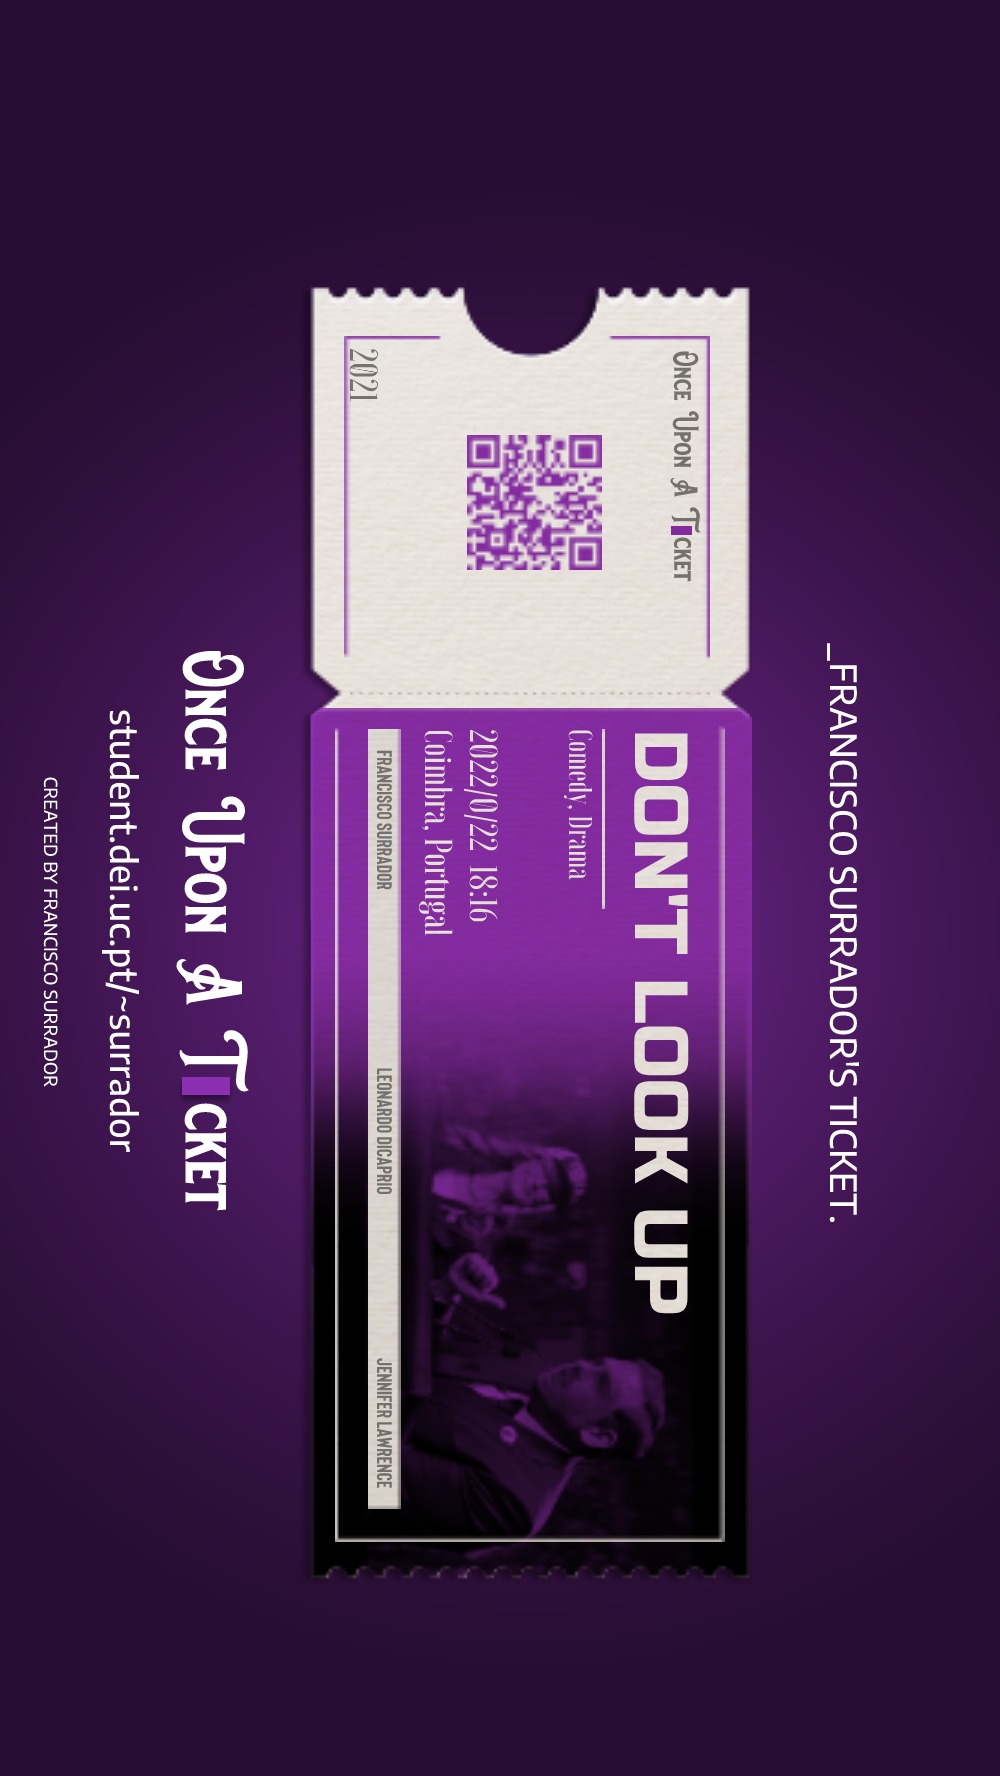 _FRANCISCO SURRADOR'S TICKET.
ONCE UPON A TICKET
2021
DON'T LOOK UP
Comedy, Drama
2022/0/22 18:16
Coimbra, Portugal
FRANCISCO SURRADOR LEONARDO DICAPRIO JENNIFER LAWRENCE
ONCE UPON A TICKET
student.dei.uc.pt/~surrador
CREATED BY FRANCISCO SURRADOR